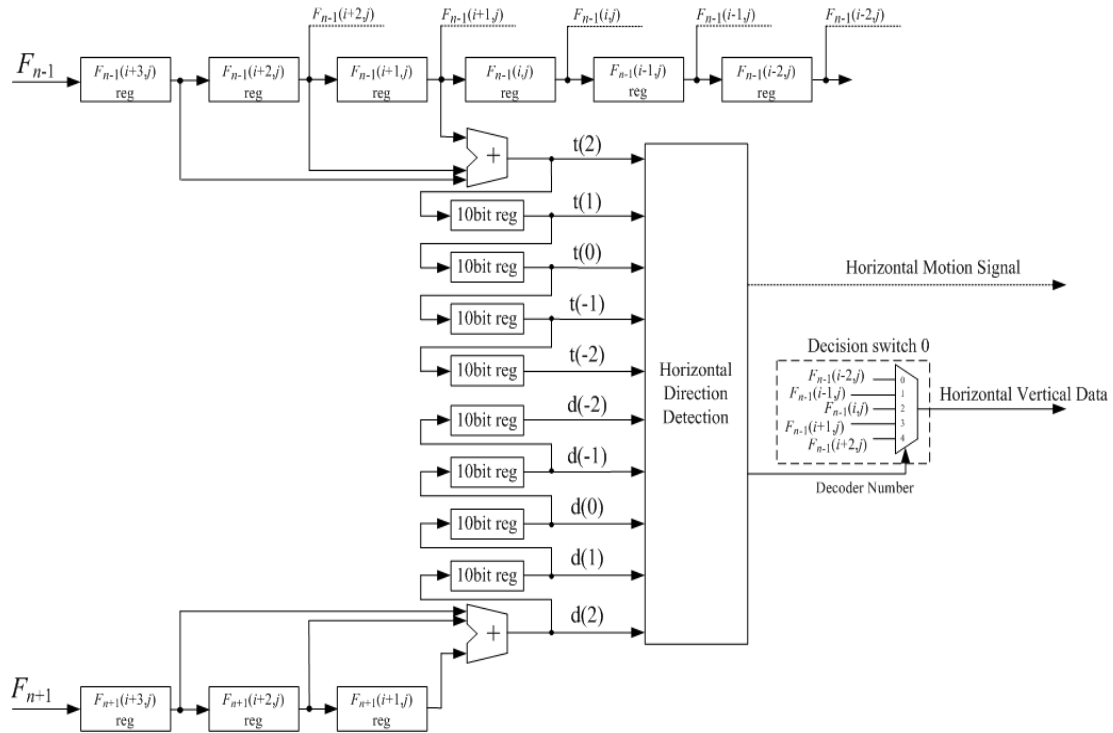 Fn-1(i+2,j) Fn-1(i+1,j) Fn-1(i,j) Fn-1(i-1,j) Fn-1(i-2,j)
Fn-1
Fn-1(i+3,j) reg
Fn-1(i+2,j) reg
Fn-1(i+1,j) reg
Fn-1(i,j) reg
Fn-1(i-1,j) reg
Fn-1(i-2,j) reg
+
t(2)
10bit reg
t(1)
10bit reg
t(0)
10bit reg
t(-1)
10bit reg
t(-2)
10bit reg
d(-2)
10bit reg
d(-1)
10bit reg
d(0)
10bit reg
d(1)
+
d(2)
Horizontal
Direction
Detection
Horizontal Motion Signal
Decision switch 0
Fn-1(i-2,j) 0
Fn-1(i-1,j) 1
Fn-1(i,j) 2
Fn-1(i+1,j) 3
Fn-1(i+2,j) 4
Horizontal Vertical Data
Decoder Number
Fn+1
Fn+1(i+3,j) reg
Fn+1(i+2,j) reg
Fn+1(i+1,j) reg